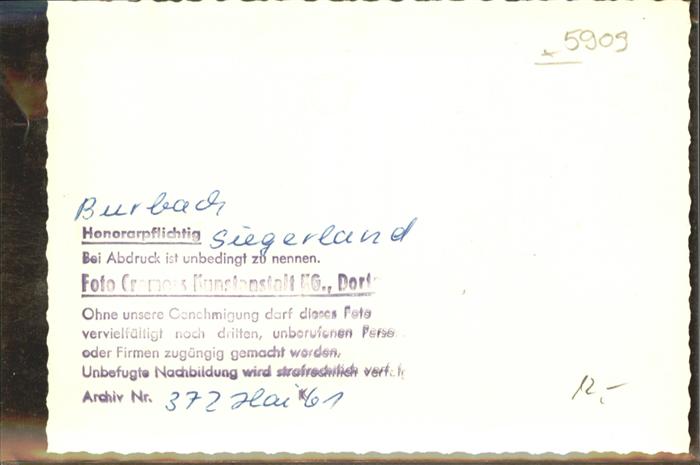 5909
Burbach
Honorarpflichtig Siegerland
Bei Abdruck ist unbedingt zu nennen.
Foto Cramers Kunstanstalt KG., Dort
Ohne unsere Genehmigung darf dieses Foto
vervielfältigt noch dritten, unberufenen Perso
oder Firmen zugängig gemacht werden.
Unbefugte Nachbildung wird strafrechtlich verfolg
Archiv Nr. 372 Mai 61
12,-